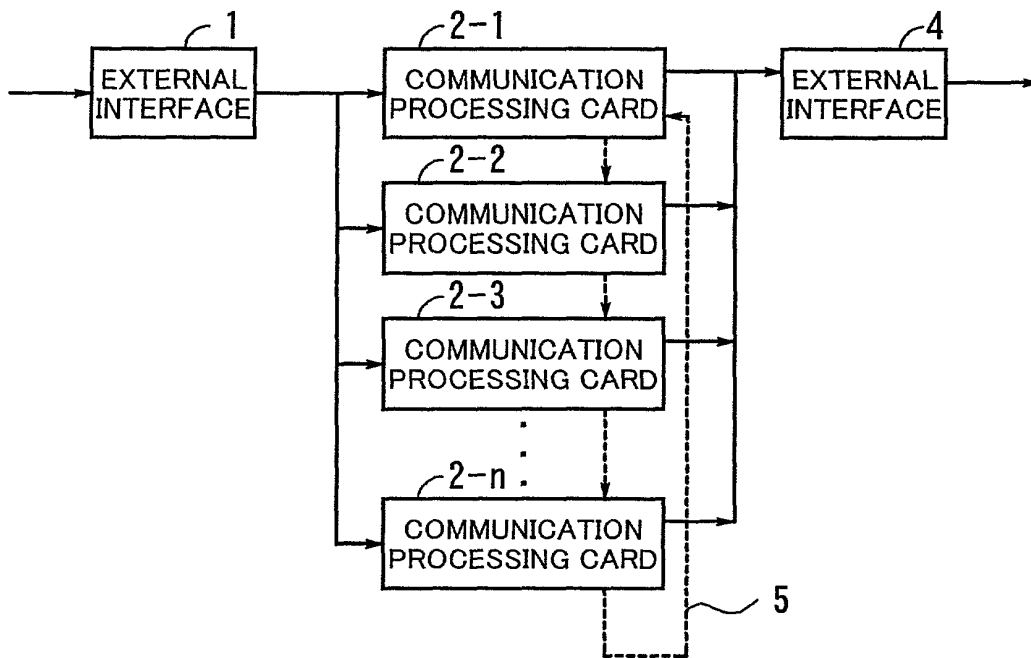 1
EXTERNAL
INTERFACE
2-1
COMMUNICATION
PROCESSING CARD
4
EXTERNAL
INTERFACE
2-2
COMMUNICATION
PROCESSING CARD
2-3
COMMUNICATION
PROCESSING CARD
2-n
COMMUNICATION
PROCESSING CARD
5